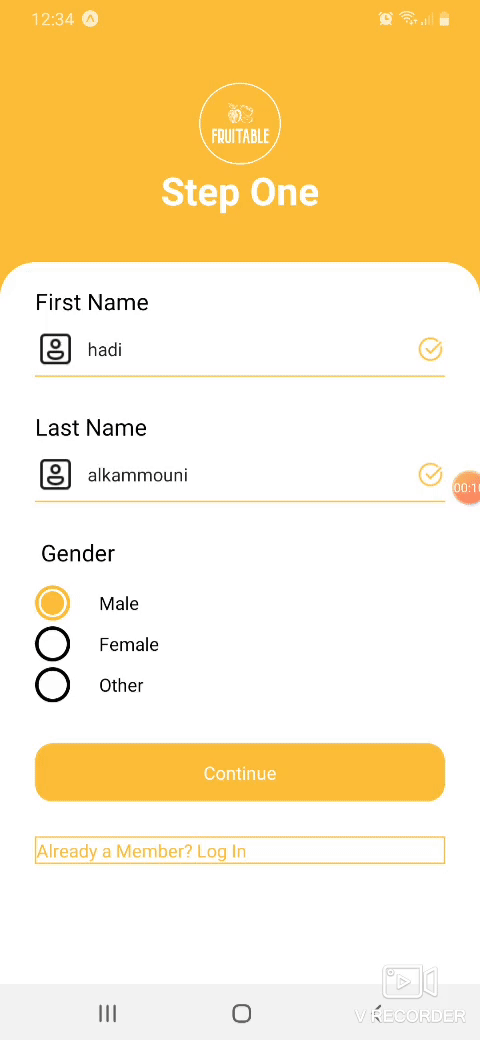 12:34
FRUITABLE
Step One
First Name
hadi
Last Name
alkammouni
00:1
Gender
Male
Female
Other
Continue
Already a Member? Log In
V RECORDER